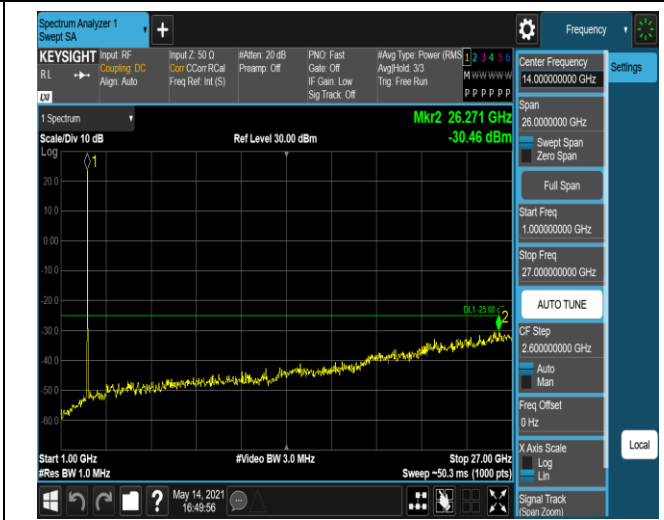 Spectrum Analyzer 1
Swept SA
Frequency
KEYSIGHT
RL
LXI
Input: RF
Coupling: DC
Align: Auto
Input Z: 50 Ω
Corr CCorr RCal
Freq Ref: Int (S)
#Atten: 20 dB
Preamp: Off
PNO: Fast
Gate: Off
IF Gain: Low
Sig Track: Off
#Avg Type: Power (RMS
Avg|Hold: 3/3
Trig: Free Run
1 2 3 4 5 6
M W W W W W
P P P P P P
1 Spectrum
Scale/Div 10 dB
Log
Ref Level 30.00 dBm
Mkr2 26.271 GHz
-30.46 dBm
1
20.0
10.0
0.00
-10.0
-20.0
DL1 -25.00
2
-30.0
-40.0
-50.0
-60.0
Start 1.00 GHz
#Res BW 1.0 MHz
#Video BW 3.0 MHz
Stop 27.00 GHz
Sweep ~50.3 ms (1000 pts)
Center Frequency
14.000000000 GHz
Settings
Span
26.0000000 GHz
Swept Span
Zero Span
Full Span
Start Freq
1.000000000 GHz
Stop Freq
27.000000000 GHz
AUTO TUNE
CF Step
2.600000000 GHz
Auto
Man
Freq Offset
0 Hz
X Axis Scale
Log
Lin
Local
Signal Track
(Span Zoom)
?
May 14, 2021
16:49:56